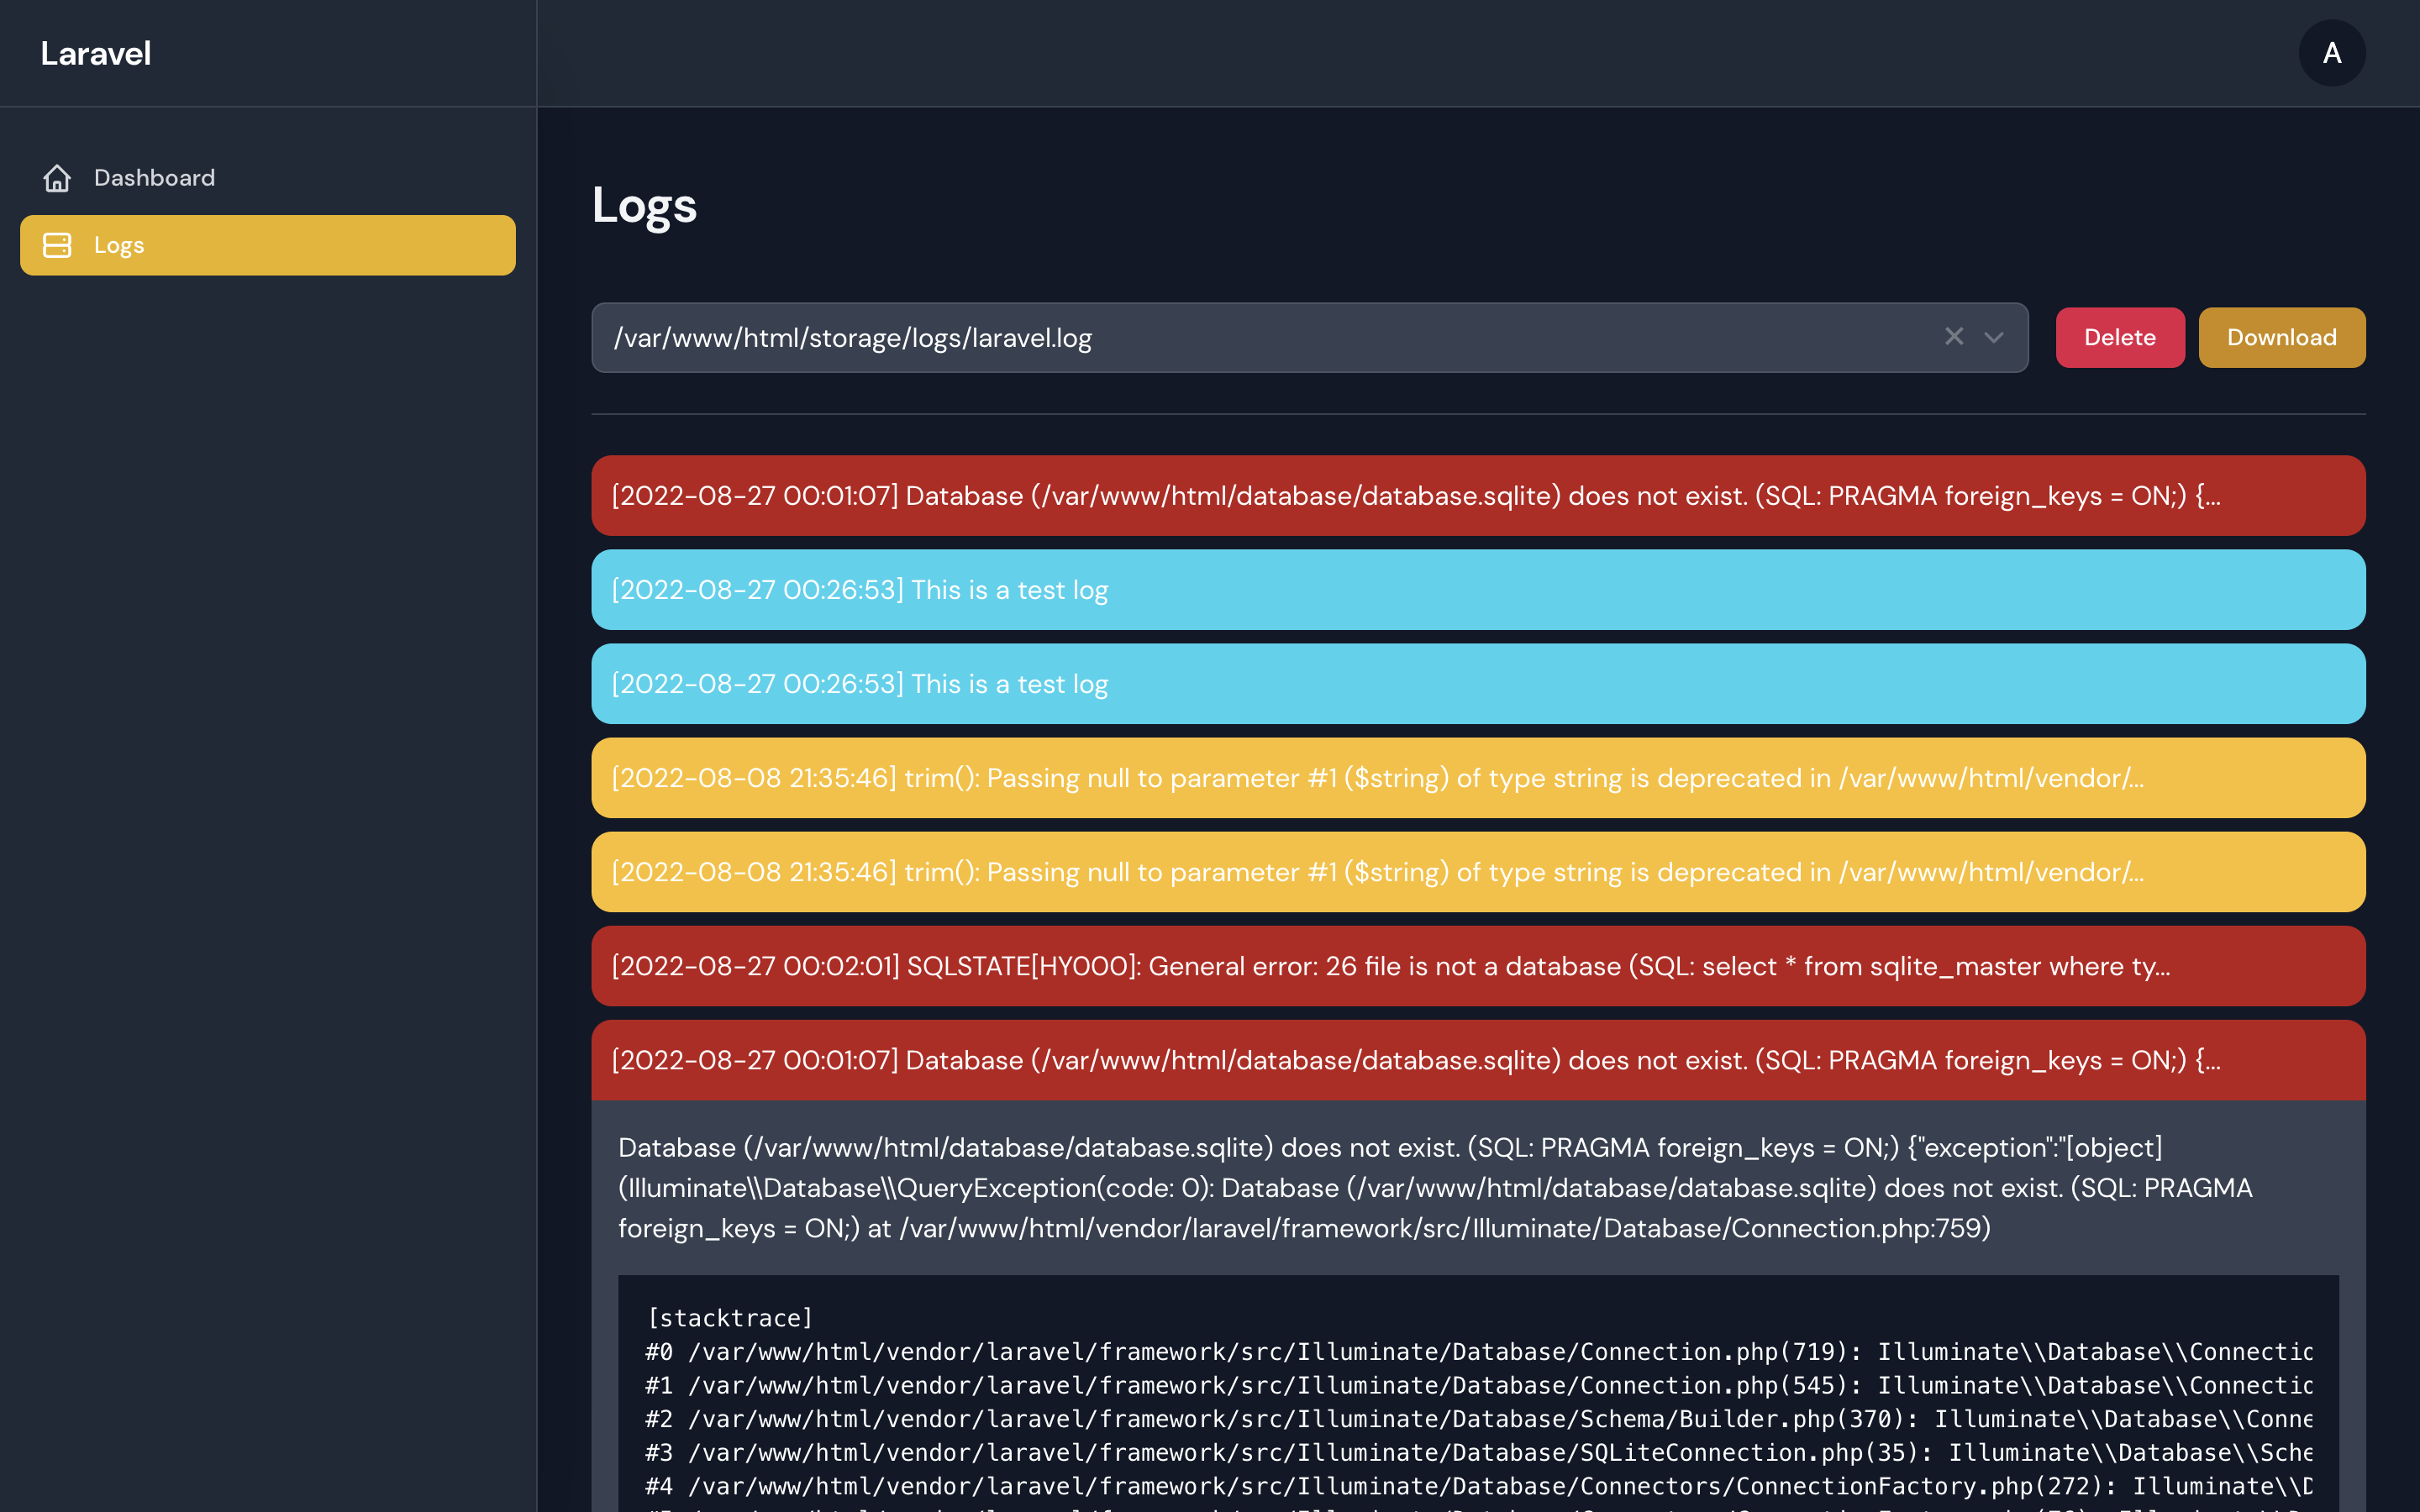 Laravel
A
Dashboard
Logs
Logs
/var/www/html/storage/logs/laravel.log
Delete
Download
[2022-08-27 00:01:07] Database (/var/www/html/database/database.sqlite) does not exist. (SQL: PRAGMA foreign_keys = ON;) {...
[2022-08-27 00:26:53] This is a test log
[2022-08-27 00:26:53] This is a test log
[2022-08-08 21:35:46] trim(): Passing null to parameter #1 ($string) of type string is deprecated in /var/www/html/vendor/...
[2022-08-08 21:35:46] trim(): Passing null to parameter #1 ($string) of type string is deprecated in /var/www/html/vendor/...
[2022-08-27 00:02:01] SQLSTATE[HY000]: General error: 26 file is not a database (SQL: select * from sqlite_master where ty...
[2022-08-27 00:01:07] Database (/var/www/html/database/database.sqlite) does not exist. (SQL: PRAGMA foreign_keys = ON;) {...
Database (/var/www/html/database/database.sqlite) does not exist. (SQL: PRAGMA foreign_keys = ON;) {"exception":"[object]
(Illuminate\\Database\\QueryException(code: 0): Database (/var/www/html/database/database.sqlite) does not exist. (SQL: PRAGMA
foreign_keys = ON;) at /var/www/html/vendor/laravel/framework/src/Illuminate/Database/Connection.php:759)
[stacktrace]
#0 /var/www/html/vendor/laravel/framework/src/Illuminate/Database/Connection.php(719): Illuminate\\Database\\Connectio
#1 /var/www/html/vendor/laravel/framework/src/Illuminate/Database/Connection.php(545): Illuminate\\Database\\Connectio
#2 /var/www/html/vendor/laravel/framework/src/Illuminate/Database/Schema/Builder.php(370): Illuminate\\Database\\Conne
#3 /var/www/html/vendor/laravel/framework/src/Illuminate/Database/SQLiteConnection.php(35): Illuminate\\Database\\Sche
#4 /var/www/html/vendor/laravel/framework/src/Illuminate/Database/Connectors/ConnectionFactory.php(272): Illuminate\\D